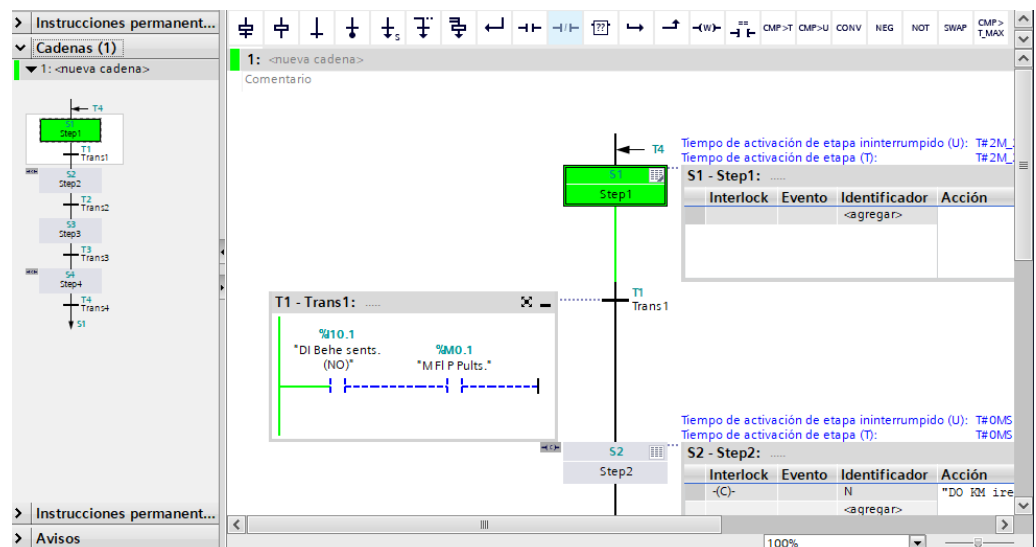 Instrucciones permanent...
Cadenas (1)
1: <nueva cadena>
T4
S1
Step1
T1
Trans1
S2
Step2
T2
Trans2
S3
Step3
T3
Trans3
S4
Step4
T4
Trans4
S1
Instrucciones permanent...
Avisos
S
??
(W)
==
CMP>T
CMP>U
CONV
NEG
NOT
SWAP
CMP>
T_MAX
1: <nueva cadena>
Comentario
T4
Tiempo de activación de etapa ininterrumpido (U): T#2M_
Tiempo de activación de etapa (T): T#2M_
S1
Step1
S1 - Step1: .....
Interlock Evento Identificador Acción
<agregar>
T1 - Trans1: .....
T1
Trans1
%I10.1
"DI Behe sents.
(NO)"
%M0.1
"M Fl P Pults."
Tiempo de activación de etapa ininterrumpido (U): T#0MS
Tiempo de activación de etapa (T): T#0MS
(C)
S2
Step2
S2 - Step2: .....
Interlock Evento Identificador Acción
-(C)- N "DO KM ire
<agregar>
100%